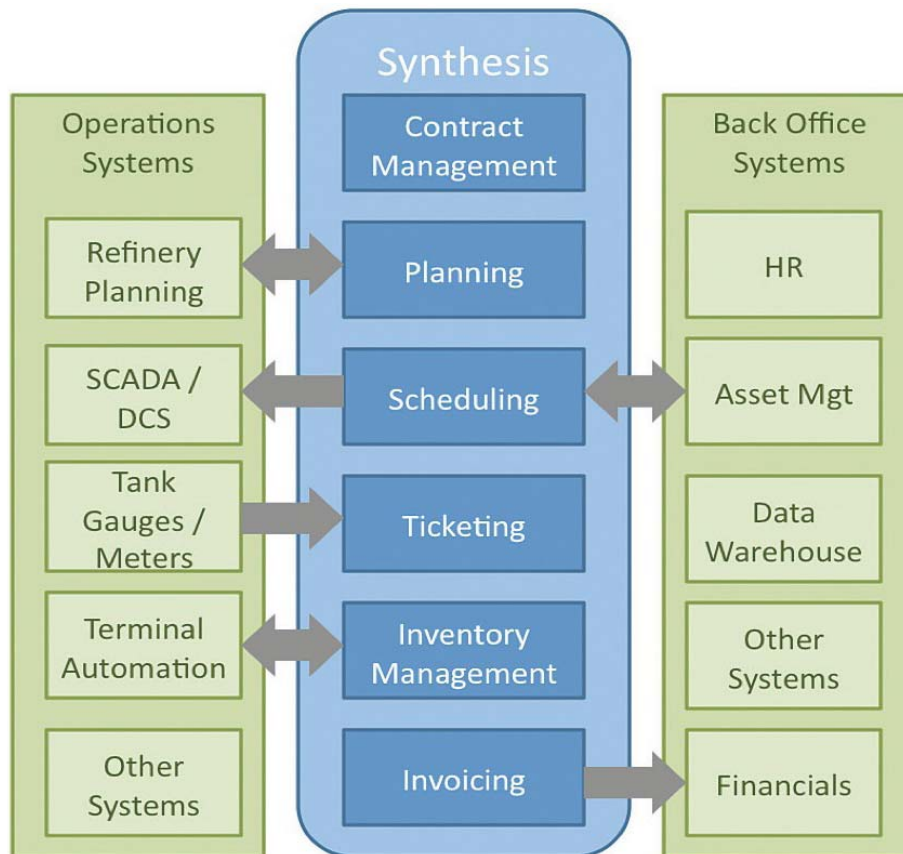 Synthesis
Operations
Systems
Refinery
Planning
SCADA /
DCS
Tank
Gauges /
Meters
Terminal
Automation
Other
Systems
Contract
Management
Planning
Scheduling
Ticketing
Inventory
Management
Invoicing
Back Office
Systems
HR
Asset Mgt
Data
Warehouse
Other
Systems
Financials